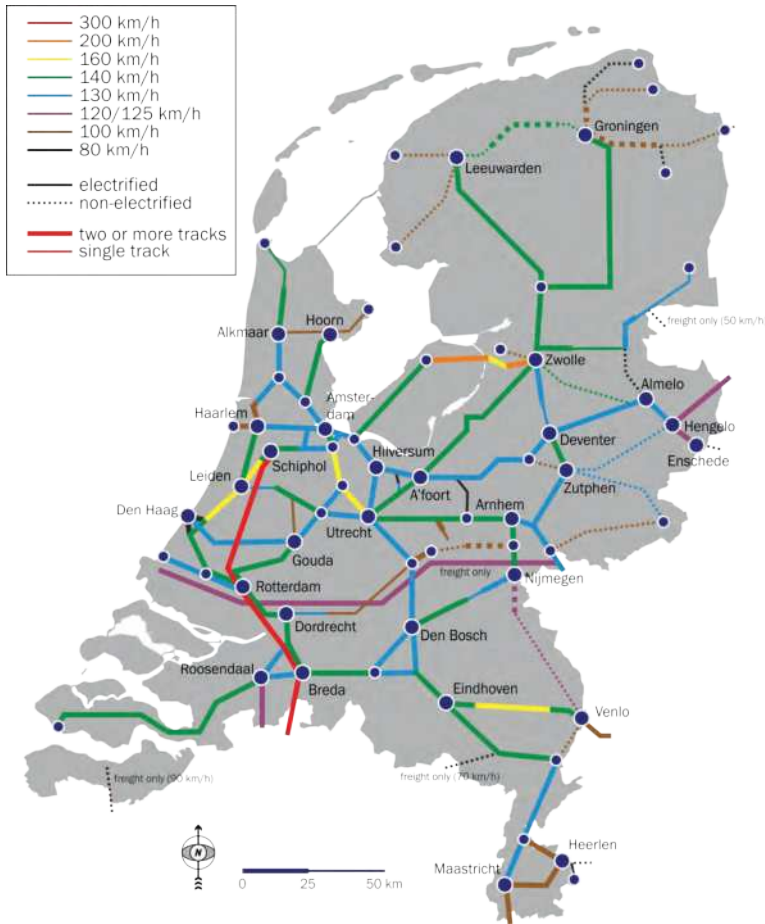 300 km/h
200 km/h
160 km/h
140 km/h
130 km/h
120/125 km/h
100 km/h
80 km/h
electrified
non-electrified
two or more tracks
single track
Groningen
Leeuwarden
Alkmaar
Hoorn
freight only (50 km/h
Zwolle
Almelo
Haarlem
Amster-
dam
Hengelo
Enschede
Deventer
Hilversum
Schiphol
Leiden
A'foort
Zutphen
Den Haag
Utrecht
Arnhem
Gouda
freight only
Nijmegen
Rotterdam
Dordrecht
Den Bosch
Roosendaal
Breda
Eindhoven
Venlo
freight only (90 km/h)
freight only (70 km/h)
N
Heerlen
Maastricht
0
25
50 km